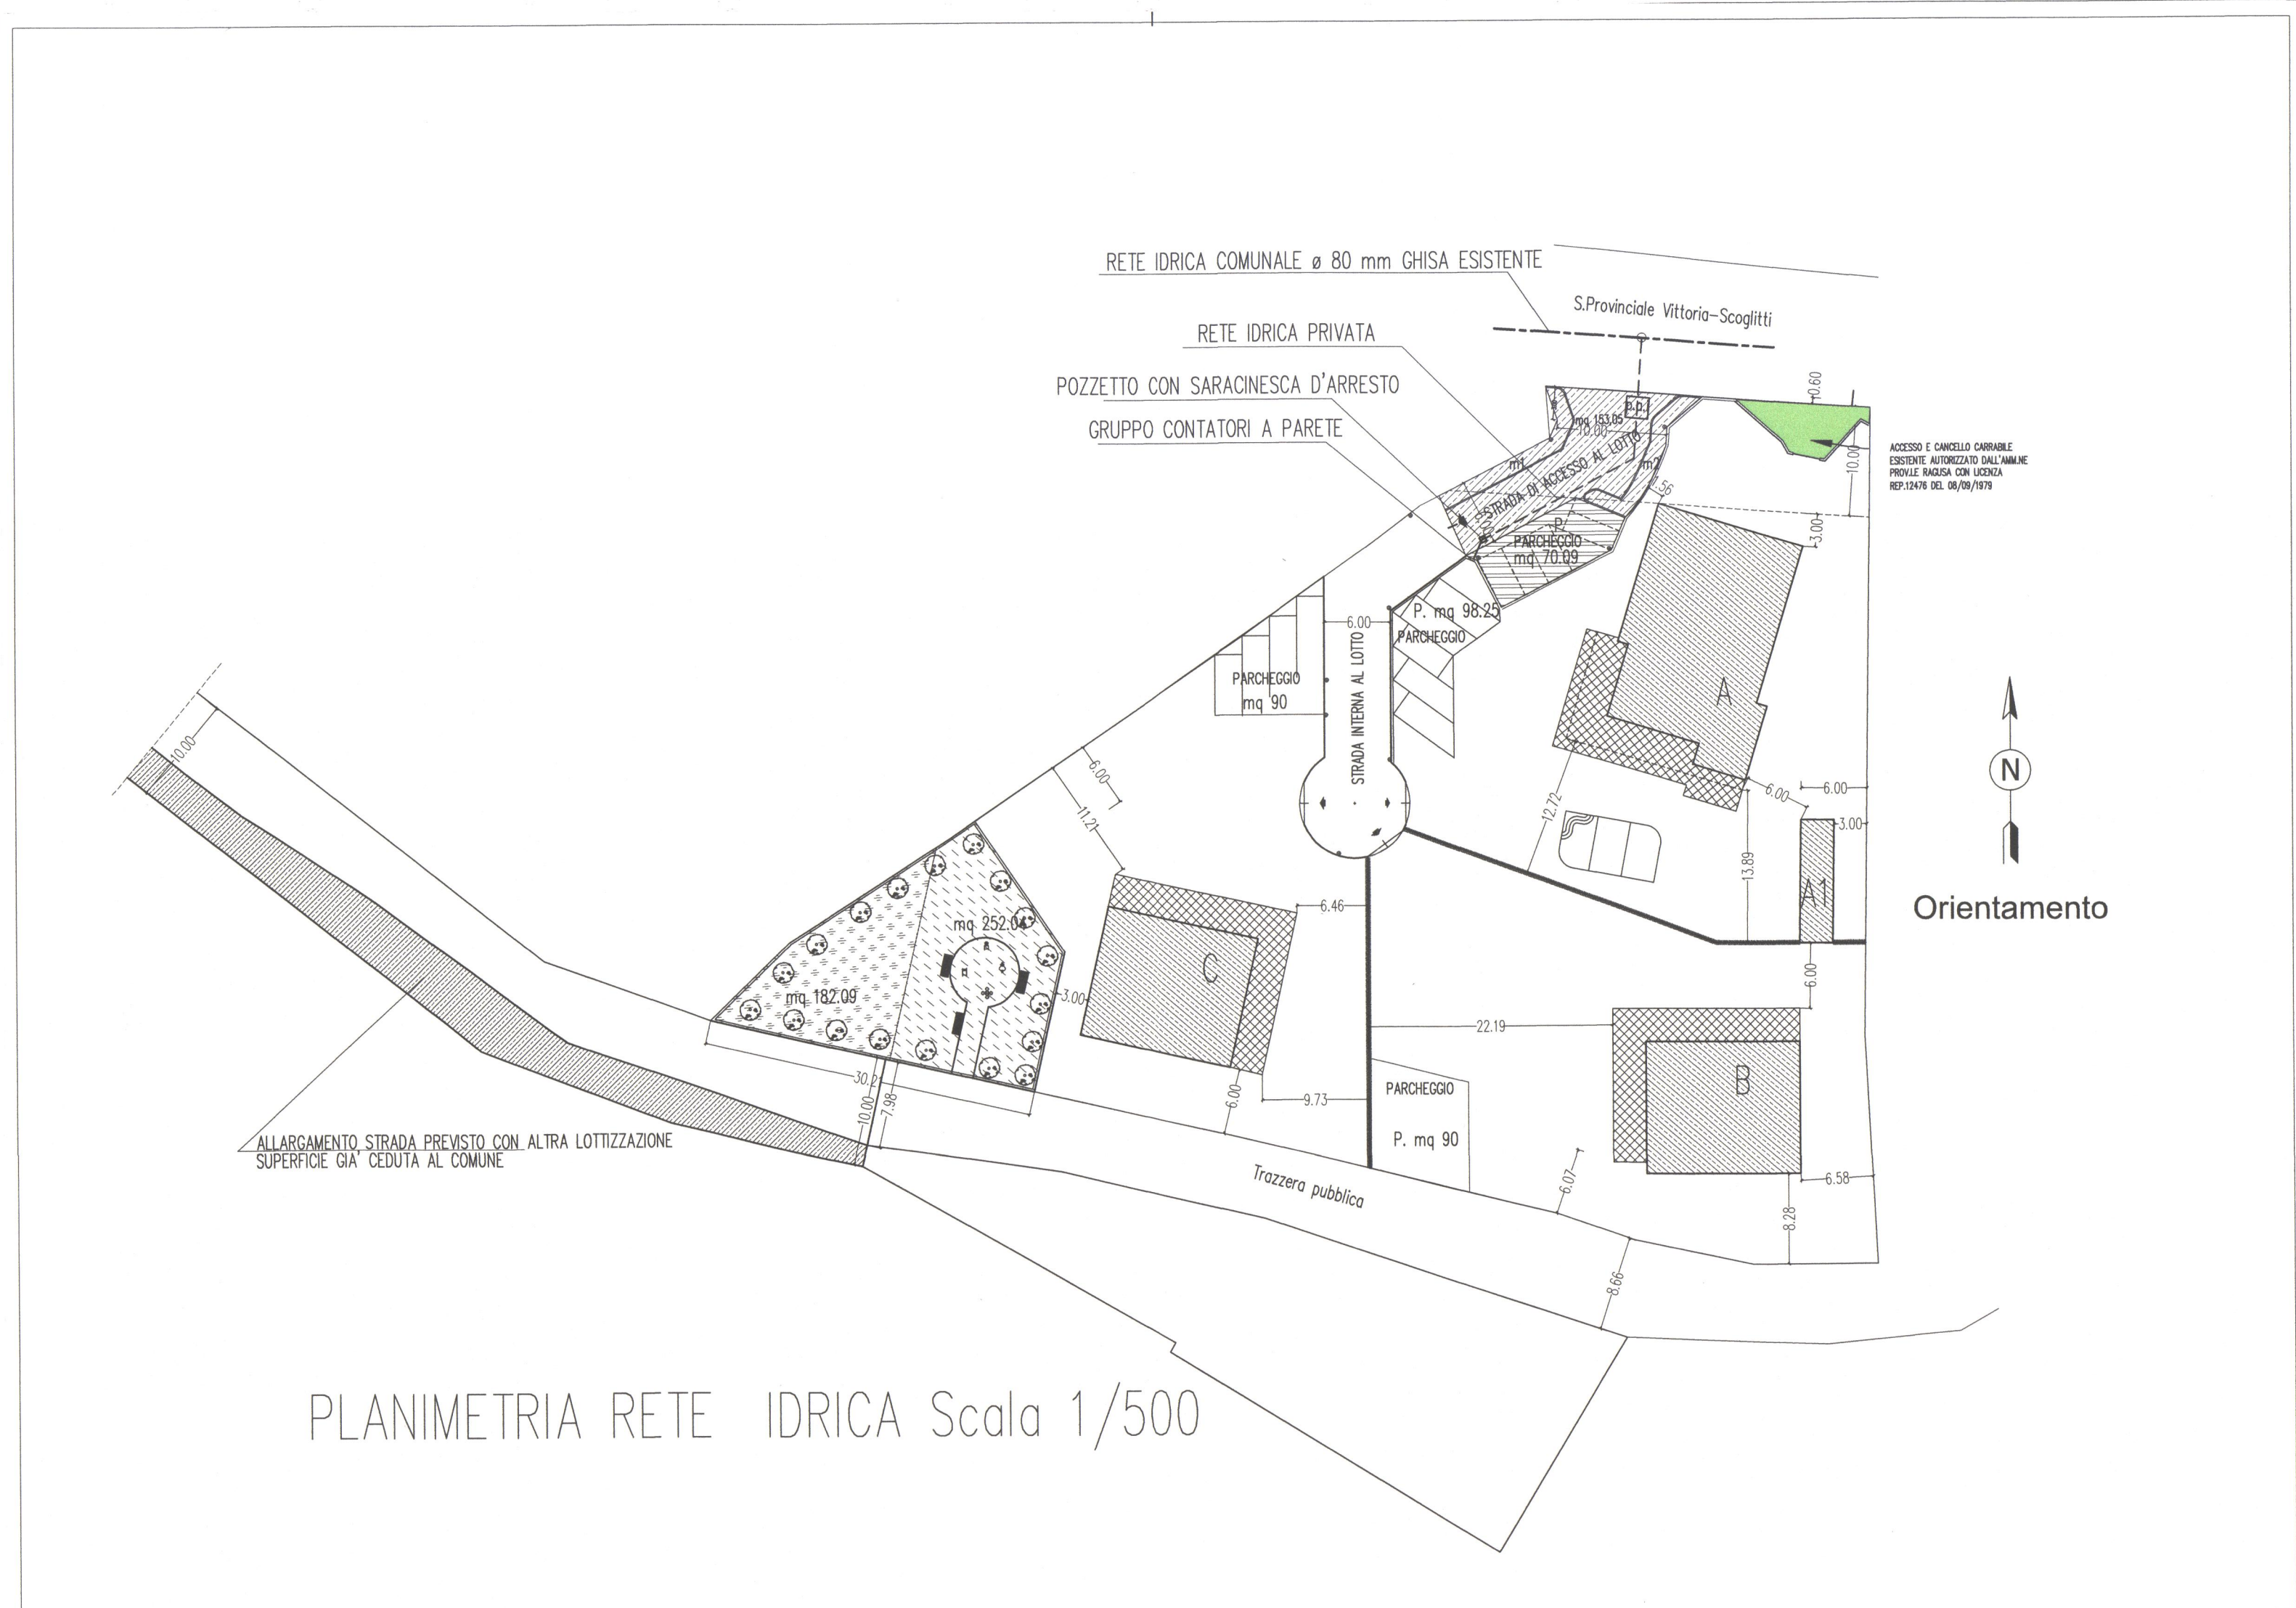 RETE IDRICA COMUNALE ø 80 mm GHISA ESISTENTE
S.Provinciale Vittoria-Scoglitti
RETE IDRICA PRIVATA
POZZETTO CON SARACINESCA D'ARRESTO
GRUPPO CONTATORI A PARETE
10.60
p.p.
mq 153.05
10.00
m1
m2
STRADA DI ACCESSO AL LOTTO
1.56
10.00
ACCESSO E CANCELLO CARRABILE
ESISTENTE AUTORIZZATO DALL'AMM.NE
PROV.LE RAGUSA CON LICENZA
REP.12476 DEL 08/09/1979
3.00
P.
PARCHEGGIO
mq 70.09
P. mq 98.25
PARCHEGGIO
6.00
STRADA INTERNA AL LOTTO
PARCHEGGIO
mq 90
A
10.00
6.00
11.21
12.72
6.00
6.00
3.00
13.89
A1
N
Orientamento
6.46
mq 252.04
C
mq 182.09
3.00
6.00
22.19
B
30.2
10.00
7.98
6.00
9.73
PARCHEGGIO
P. mq 90
6.07
6.58
8.28
Trazzera pubblica
8.66
ALLARGAMENTO STRADA PREVISTO CON ALTRA LOTTIZZAZIONE
SUPERFICIE GIA' CEDUTA AL COMUNE
PLANIMETRIA RETE IDRICA Scala 1/500